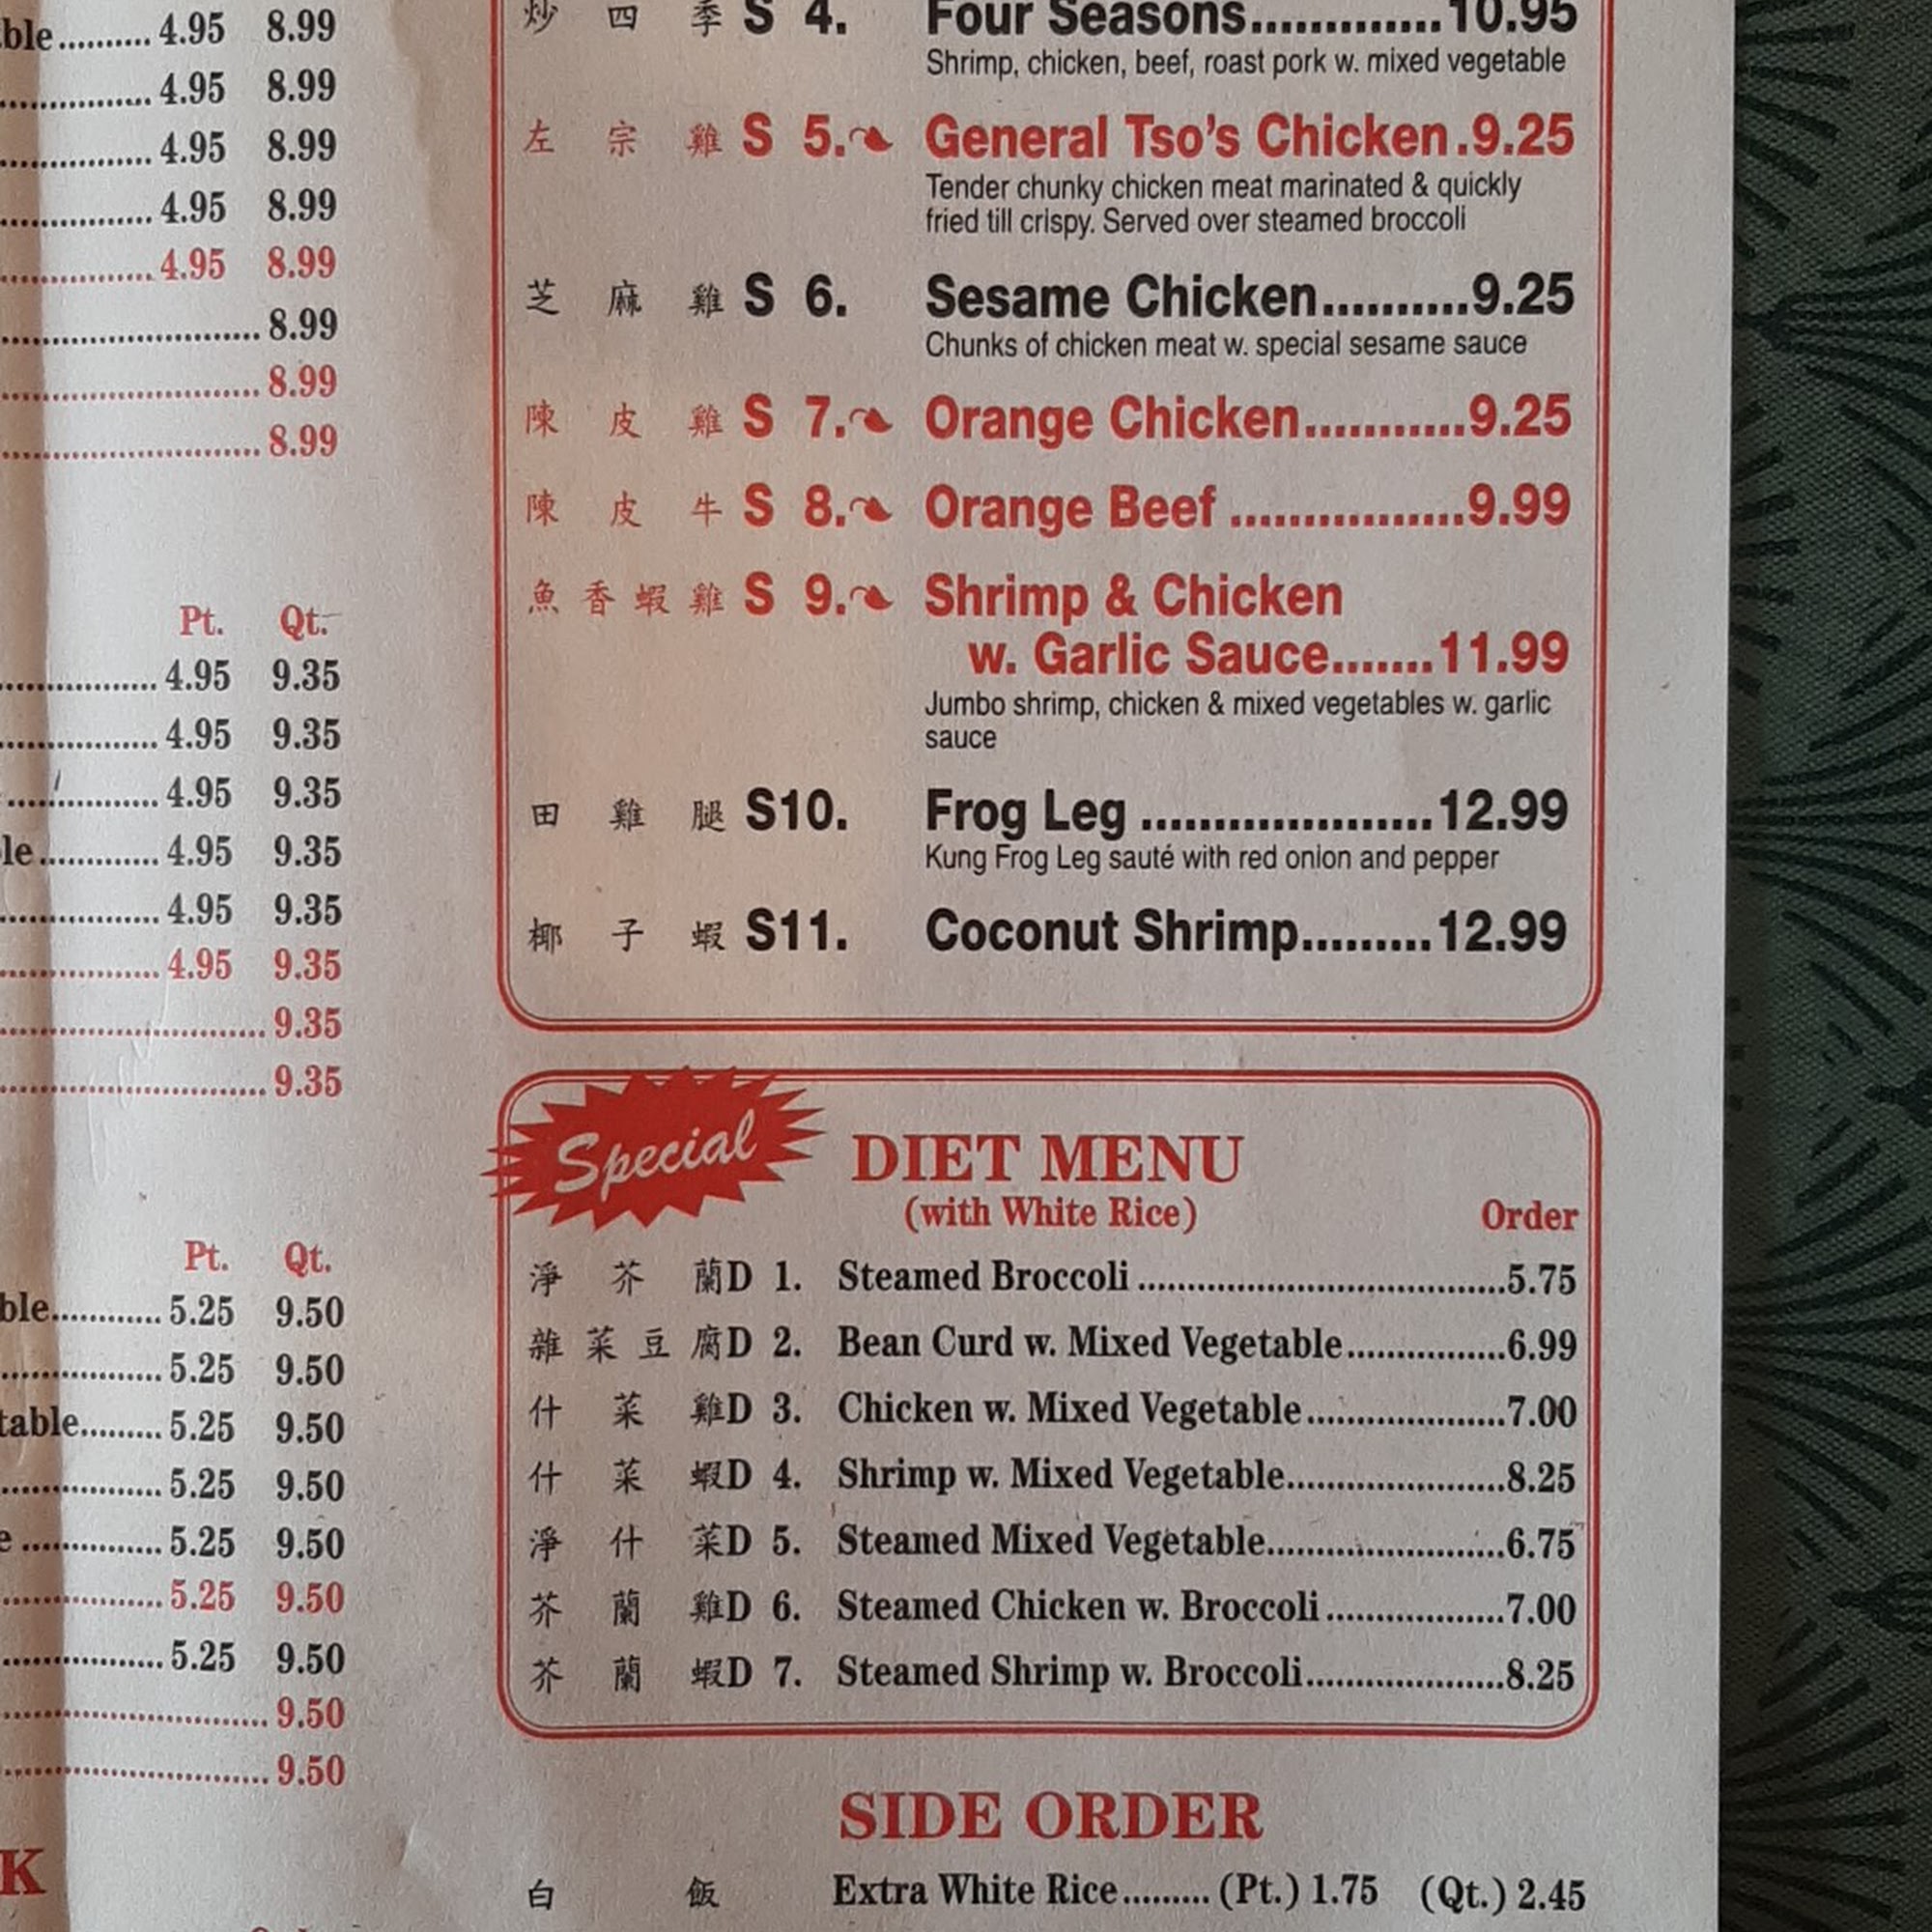 ble..........4.95 8.99
4.95 8.99
4.95 8.99
4.95 8.99
4.95 8.99
8.99
8.99
8.99
Pt. Qt.
4.95 9.35
4.95 9.35
4.95 9.35
le.............4.95 9.35
4.95 9.35
4.95 9.35
9.35
9.35
Pt. Qt.
ble............5.25 9.50
5.25 9.50
table.........5.25 9.50
5.25 9.50
e...............5.25 9.50
5.25 9.50
5.25 9.50
9.50
9.50
K
炒四季 S 4. Four Seasons.............10.95
Shrimp, chicken, beef, roast pork w. mixed vegetable
左宗雞 S 5. General Tso's Chicken.9.25
Tender chunky chicken meat marinated & quickly
fried till crispy. Served over steamed broccoli
芝麻雞 S 6. Sesame Chicken..........9.25
Chunks of chicken meat w. special sesame sauce
陳皮雞 S 7. Orange Chicken...........9.25
陳皮牛 S 8. Orange Beef ................9.99
魚香蝦雞 S 9. Shrimp & Chicken
w. Garlic Sauce.......11.99
Jumbo shrimp, chicken & mixed vegetables w. garlic
sauce
田雞腿 S10. Frog Leg ....................12.99
Kung Frog Leg sauté with red onion and pepper
椰子蝦 S11. Coconut Shrimp.........12.99
Special
DIET MENU
(with White Rice)
Order
淨芥蘭 D 1. Steamed Broccoli ......................................5.75
雜菜豆腐 D 2. Bean Curd w. Mixed Vegetable................6.99
什菜雞 D 3. Chicken w. Mixed Vegetable....................7.00
什菜蝦 D 4. Shrimp w. Mixed Vegetable......................8.25
淨什菜 D 5. Steamed Mixed Vegetable........................6.75
芥蘭雞 D 6. Steamed Chicken w. Broccoli..................7.00
芥蘭蝦 D 7. Steamed Shrimp w. Broccoli....................8.25
SIDE ORDER
白飯 Extra White Rice.........(Pt.) 1.75 (Qt.) 2.45